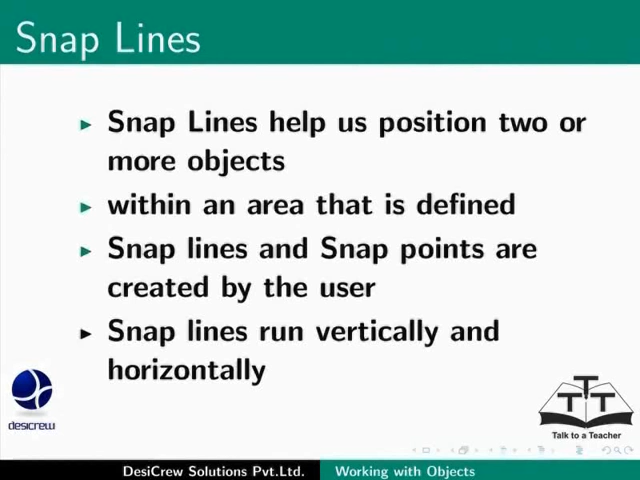 Snap Lines
Snap Lines help us position two or
more objects
within an area that is defined
Snap lines and Snap points are
created by the user
Snap lines run vertically and
horizontally
desicrew
TTT
Talk to a Teacher
DesiCrew Solutions Pvt.Ltd.
Working with Objects